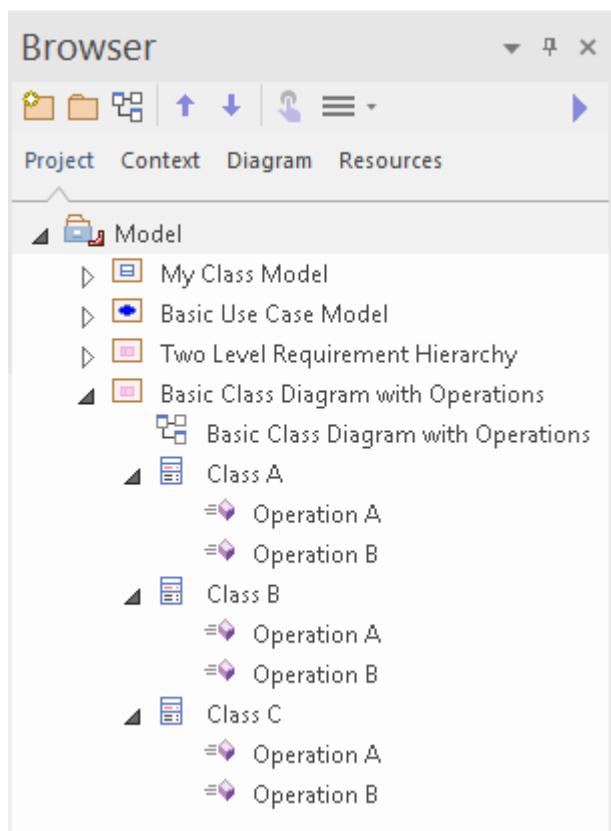 Browser
Project Context Diagram Resources
Model
My Class Model
Basic Use Case Model
Two Level Requirement Hierarchy
Basic Class Diagram with Operations
Basic Class Diagram with Operations
Class A
Operation A
Operation B
Class B
Operation A
Operation B
Class C
Operation A
Operation B